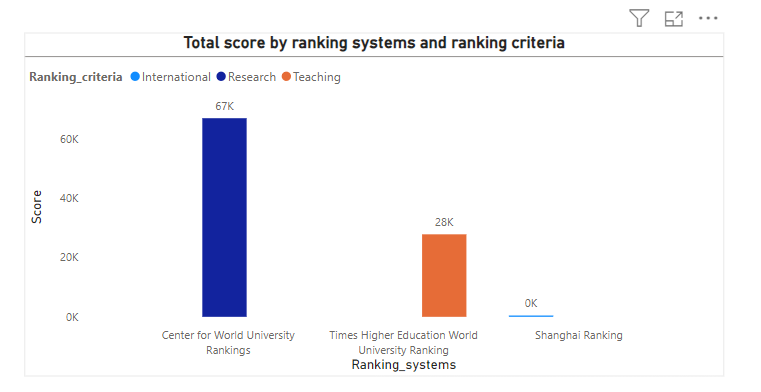 Total score by ranking systems and ranking criteria
Ranking_criteria International Research Teaching
67K
60K
40K
28K
20K
0K
0K
Score
Center for World University
Rankings
Times Higher Education World
University Ranking
Shanghai Ranking
Ranking_systems